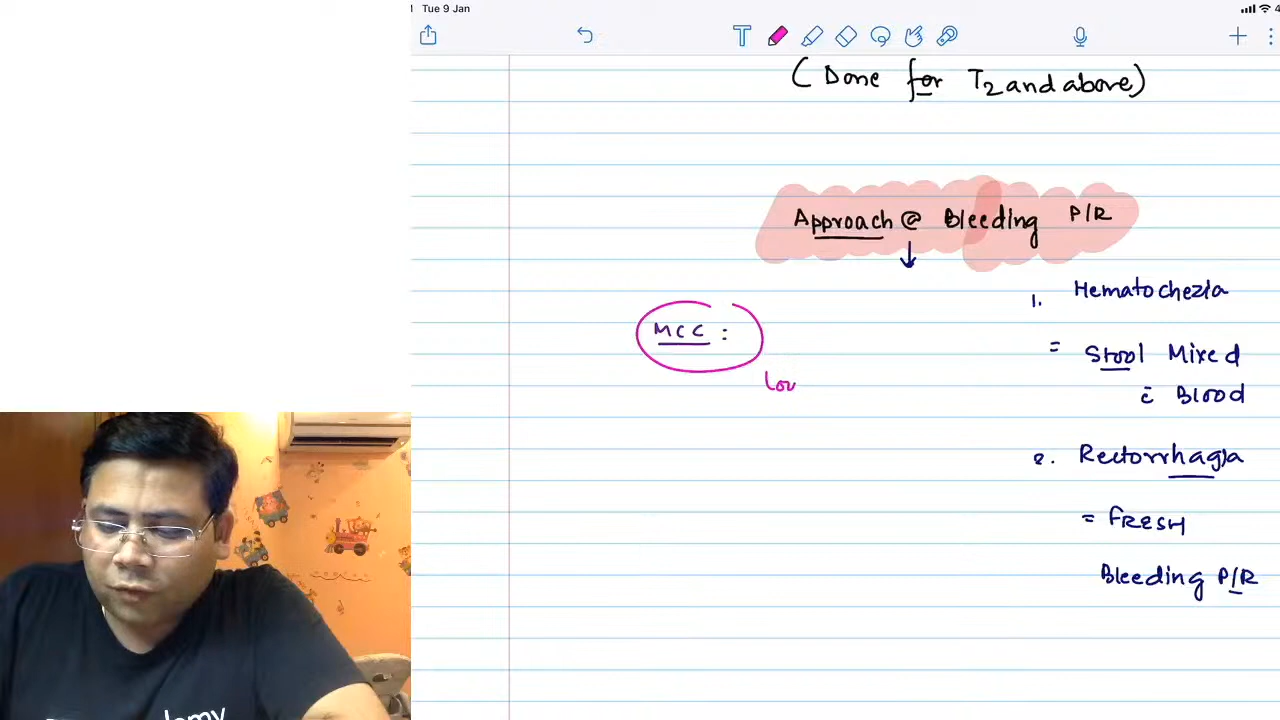 Tue 9 Jan
(Done for T2 and above)
Approach @ Bleeding P/R
MCC :
Low
1. Hematochezia
= Stool Mixed
c̄ Blood
2. Rectorrhagia
= FRESH
Bleeding P/R